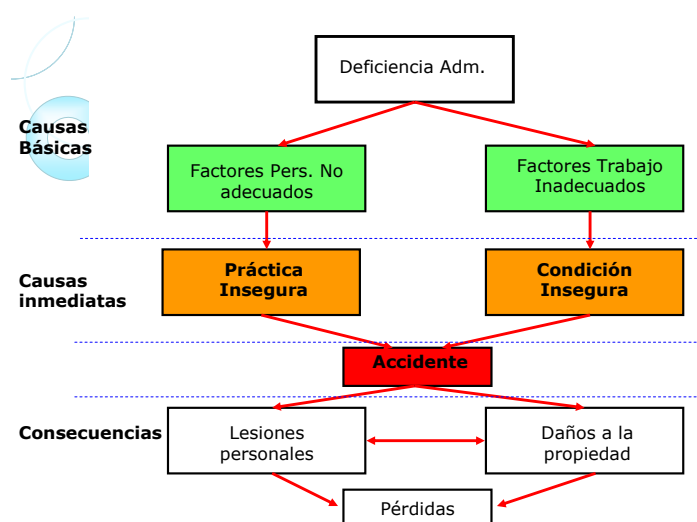 Deficiencia Adm.
Causas
Básicas
Factores Pers. No
adecuados
Factores Trabajo
Inadecuados
Causas
inmediatas
Práctica
Insegura
Condición
Insegura
Accidente
Consecuencias
Lesiones
personales
Daños a la
propiedad
Pérdidas